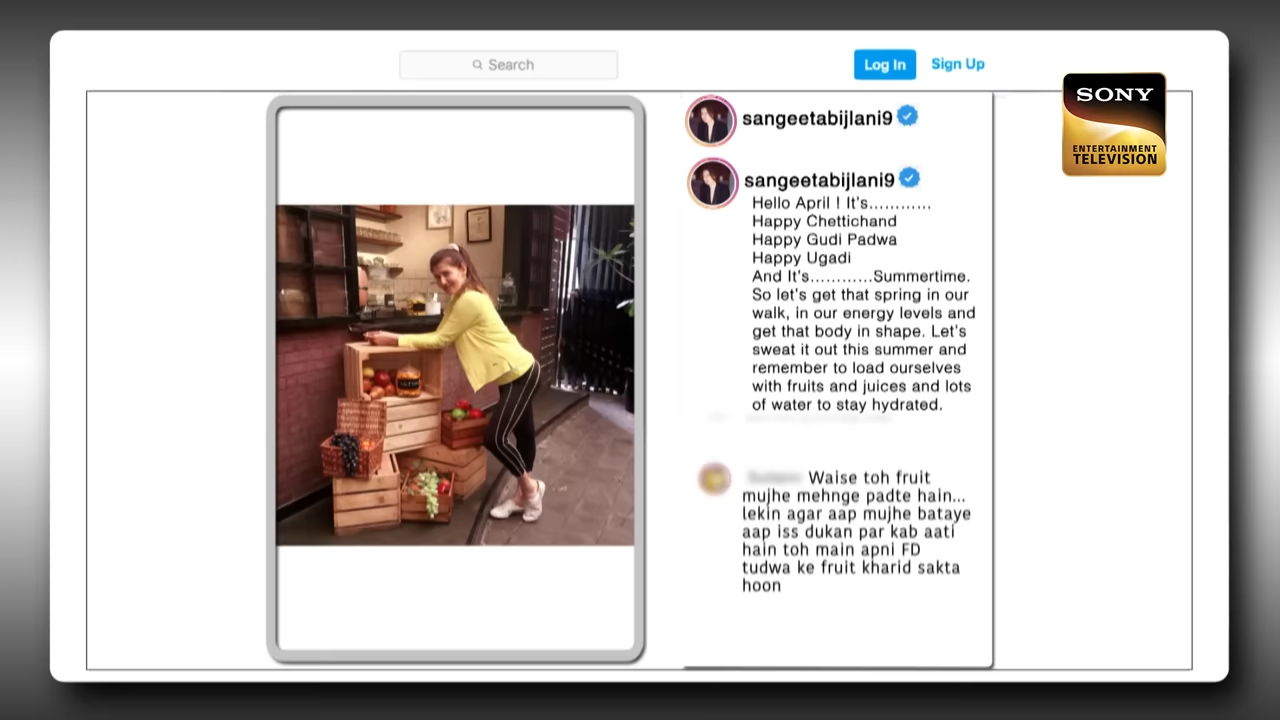 Search
Log In
Sign Up
SONY
ENTERTAINMENT
TELEVISION
sangeetabijlani9
sangeetabijlani9
Hello April ! It's............
Happy Chettichand
Happy Gudi Padwa
Happy Ugadi
And It's............Summertime.
So let's get that spring in our
walk, in our energy levels and
get that body in shape. Let's
sweat it out this summer and
remember to load ourselves
with fruits and juices and lots
of water to stay hydrated.
Waise toh fruit
mujhe mehnge padte hain...
lekin agar aap mujhe bataye
aap iss dukan par kab aati
hain toh main apni FD
tudwa ke fruit kharid sakta
hoon